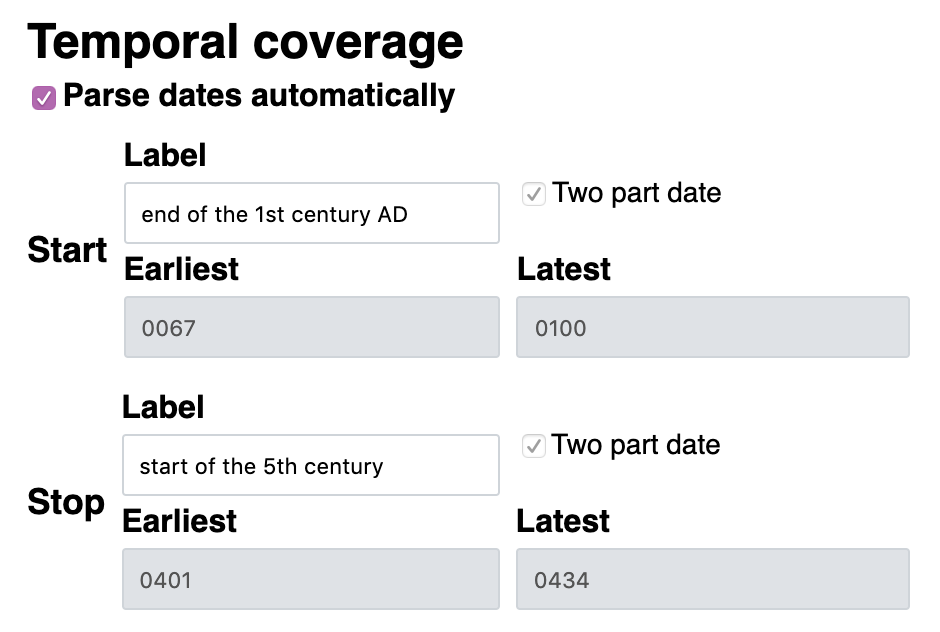 Temporal coverage
Parse dates automatically
Label
end of the 1st century AD
Two part date
Start
Earliest
Latest
0067
0100
Label
start of the 5th century
Two part date
Stop
Earliest
Latest
0401
0434